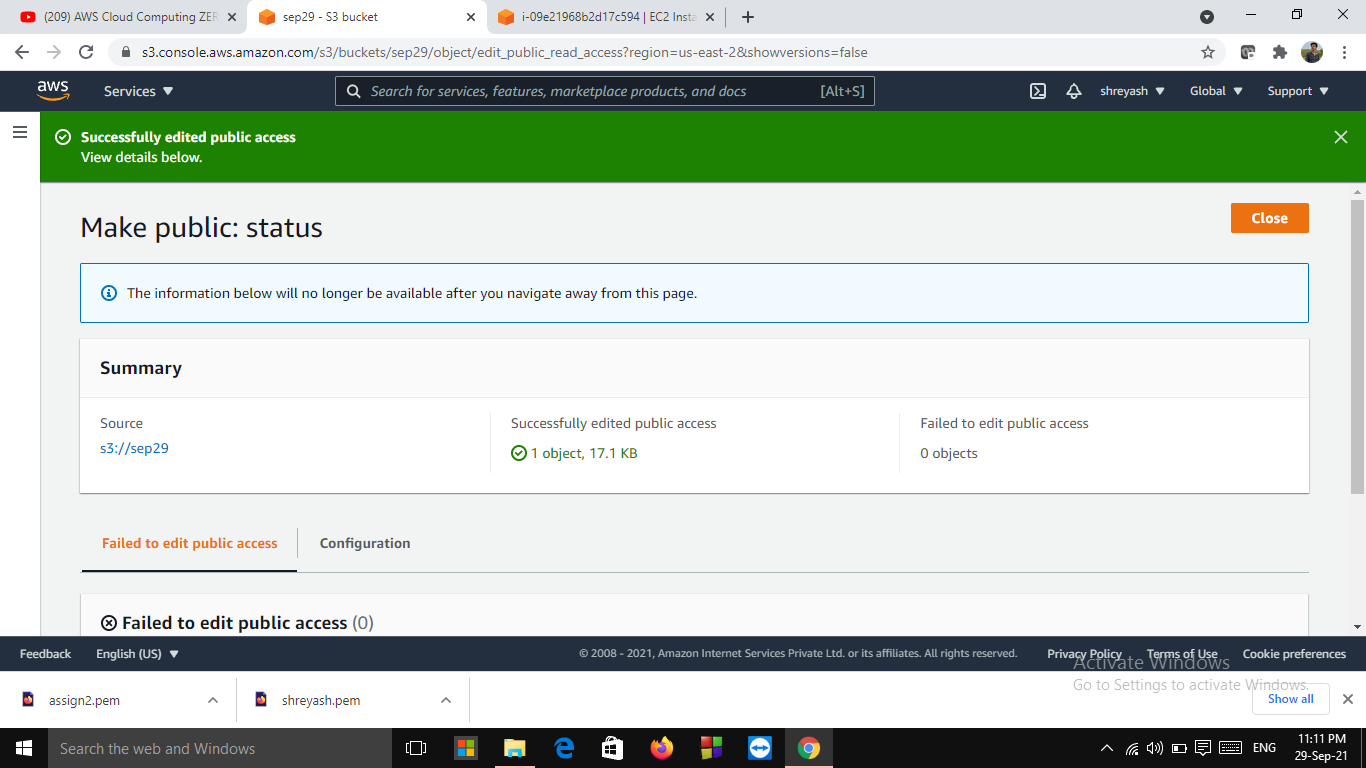 (209) AWS Cloud Computing ZER
sep29 - S3 bucket
i-09e21968b2d17c594 | EC2 Insta
s3.console.aws.amazon.com/s3/buckets/sep29/object/edit_public_read_access?region=us-east-2&showversions=false
aws
Services
Search for services, features, marketplace products, and docs
[Alt+S]
shreyash
Global
Support
Successfully edited public access
View details below.
Make public: status
Close
The information below will no longer be available after you navigate away from this page.
Summary
Source
s3://sep29
Successfully edited public access
1 object, 17.1 KB
Failed to edit public access
0 objects
Failed to edit public access
Configuration
Failed to edit public access (0)
Feedback
English (US)
© 2008 - 2021, Amazon Internet Services Private Ltd. or its affiliates. All rights reserved.
Privacy Policy
Terms of Use
Cookie preferences
Activate Windows
Go to Settings to activate Windows.
assign2.pem
shreyash.pem
Show all
Search the web and Windows
ENG
11:11 PM
29-Sep-21